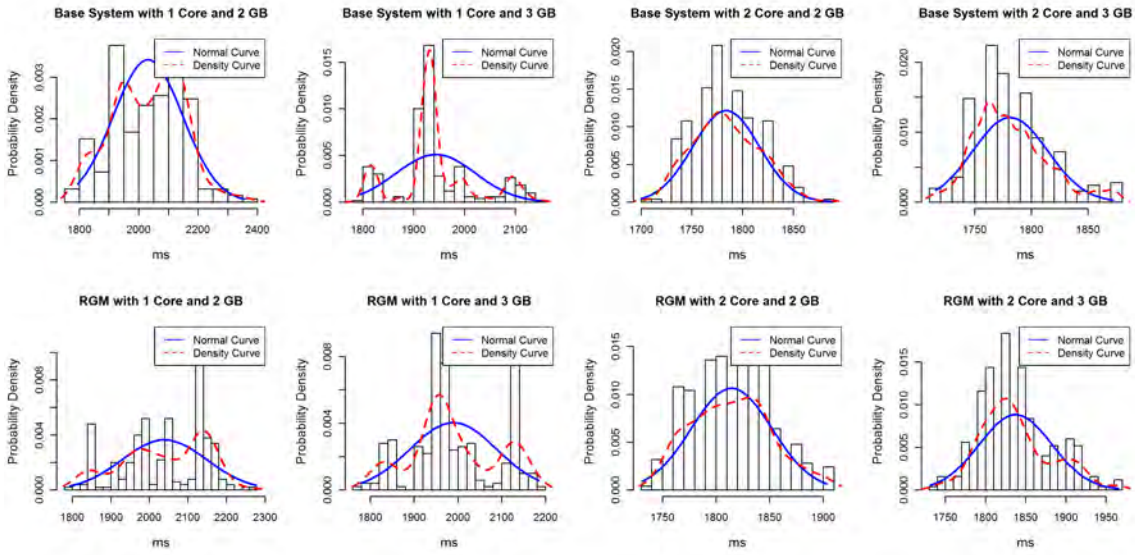 Base System with 1 Core and 2 GB
Base System with 1 Core and 3 GB
Base System with 2 Core and 2 GB
Base System with 2 Core and 3 GB
Probability Density
0.000 0.001 0.002 0.003
Normal Curve
Density Curve
1800 2000 2200 2400
ms
Probability Density
0.000 0.005 0.010 0.015
Normal Curve
Density Curve
1800 1900 2000 2100
ms
Probability Density
0.000 0.005 0.010 0.015 0.020
Normal Curve
Density Curve
1700 1750 1800 1850
ms
Probability Density
0.000 0.010 0.020
Normal Curve
Density Curve
1750 1800 1850
ms
RGM with 1 Core and 2 GB
RGM with 1 Core and 3 GB
RGM with 2 Core and 2 GB
RGM with 2 Core and 3 GB
Probability Density
0.000 0.004 0.008
Normal Curve
Density Curve
1800 1900 2000 2100 2200 2300
ms
Probability Density
0.000 0.004 0.008
Normal Curve
Density Curve
1800 1900 2000 2100 2200
ms
Probability Density
0.000 0.005 0.010 0.015
Normal Curve
Density Curve
1750 1800 1850 1900
ms
Probability Density
0.000 0.005 0.010 0.015
Normal Curve
Density Curve
1750 1800 1850 1900 1950
ms